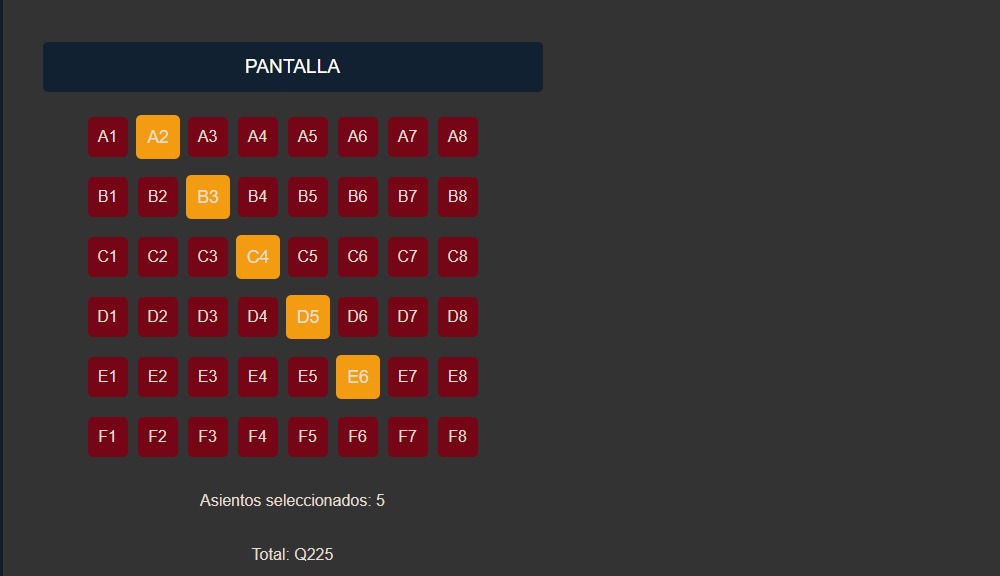 PANTALLA
A1 A2 A3 A4 A5 A6 A7 A8
B1 B2 B3 B4 B5 B6 B7 B8
C1 C2 C3 C4 C5 C6 C7 C8
D1 D2 D3 D4 D5 D6 D7 D8
E1 E2 E3 E4 E5 E6 E7 E8
F1 F2 F3 F4 F5 F6 F7 F8
Asientos seleccionados: 5
Total: Q225